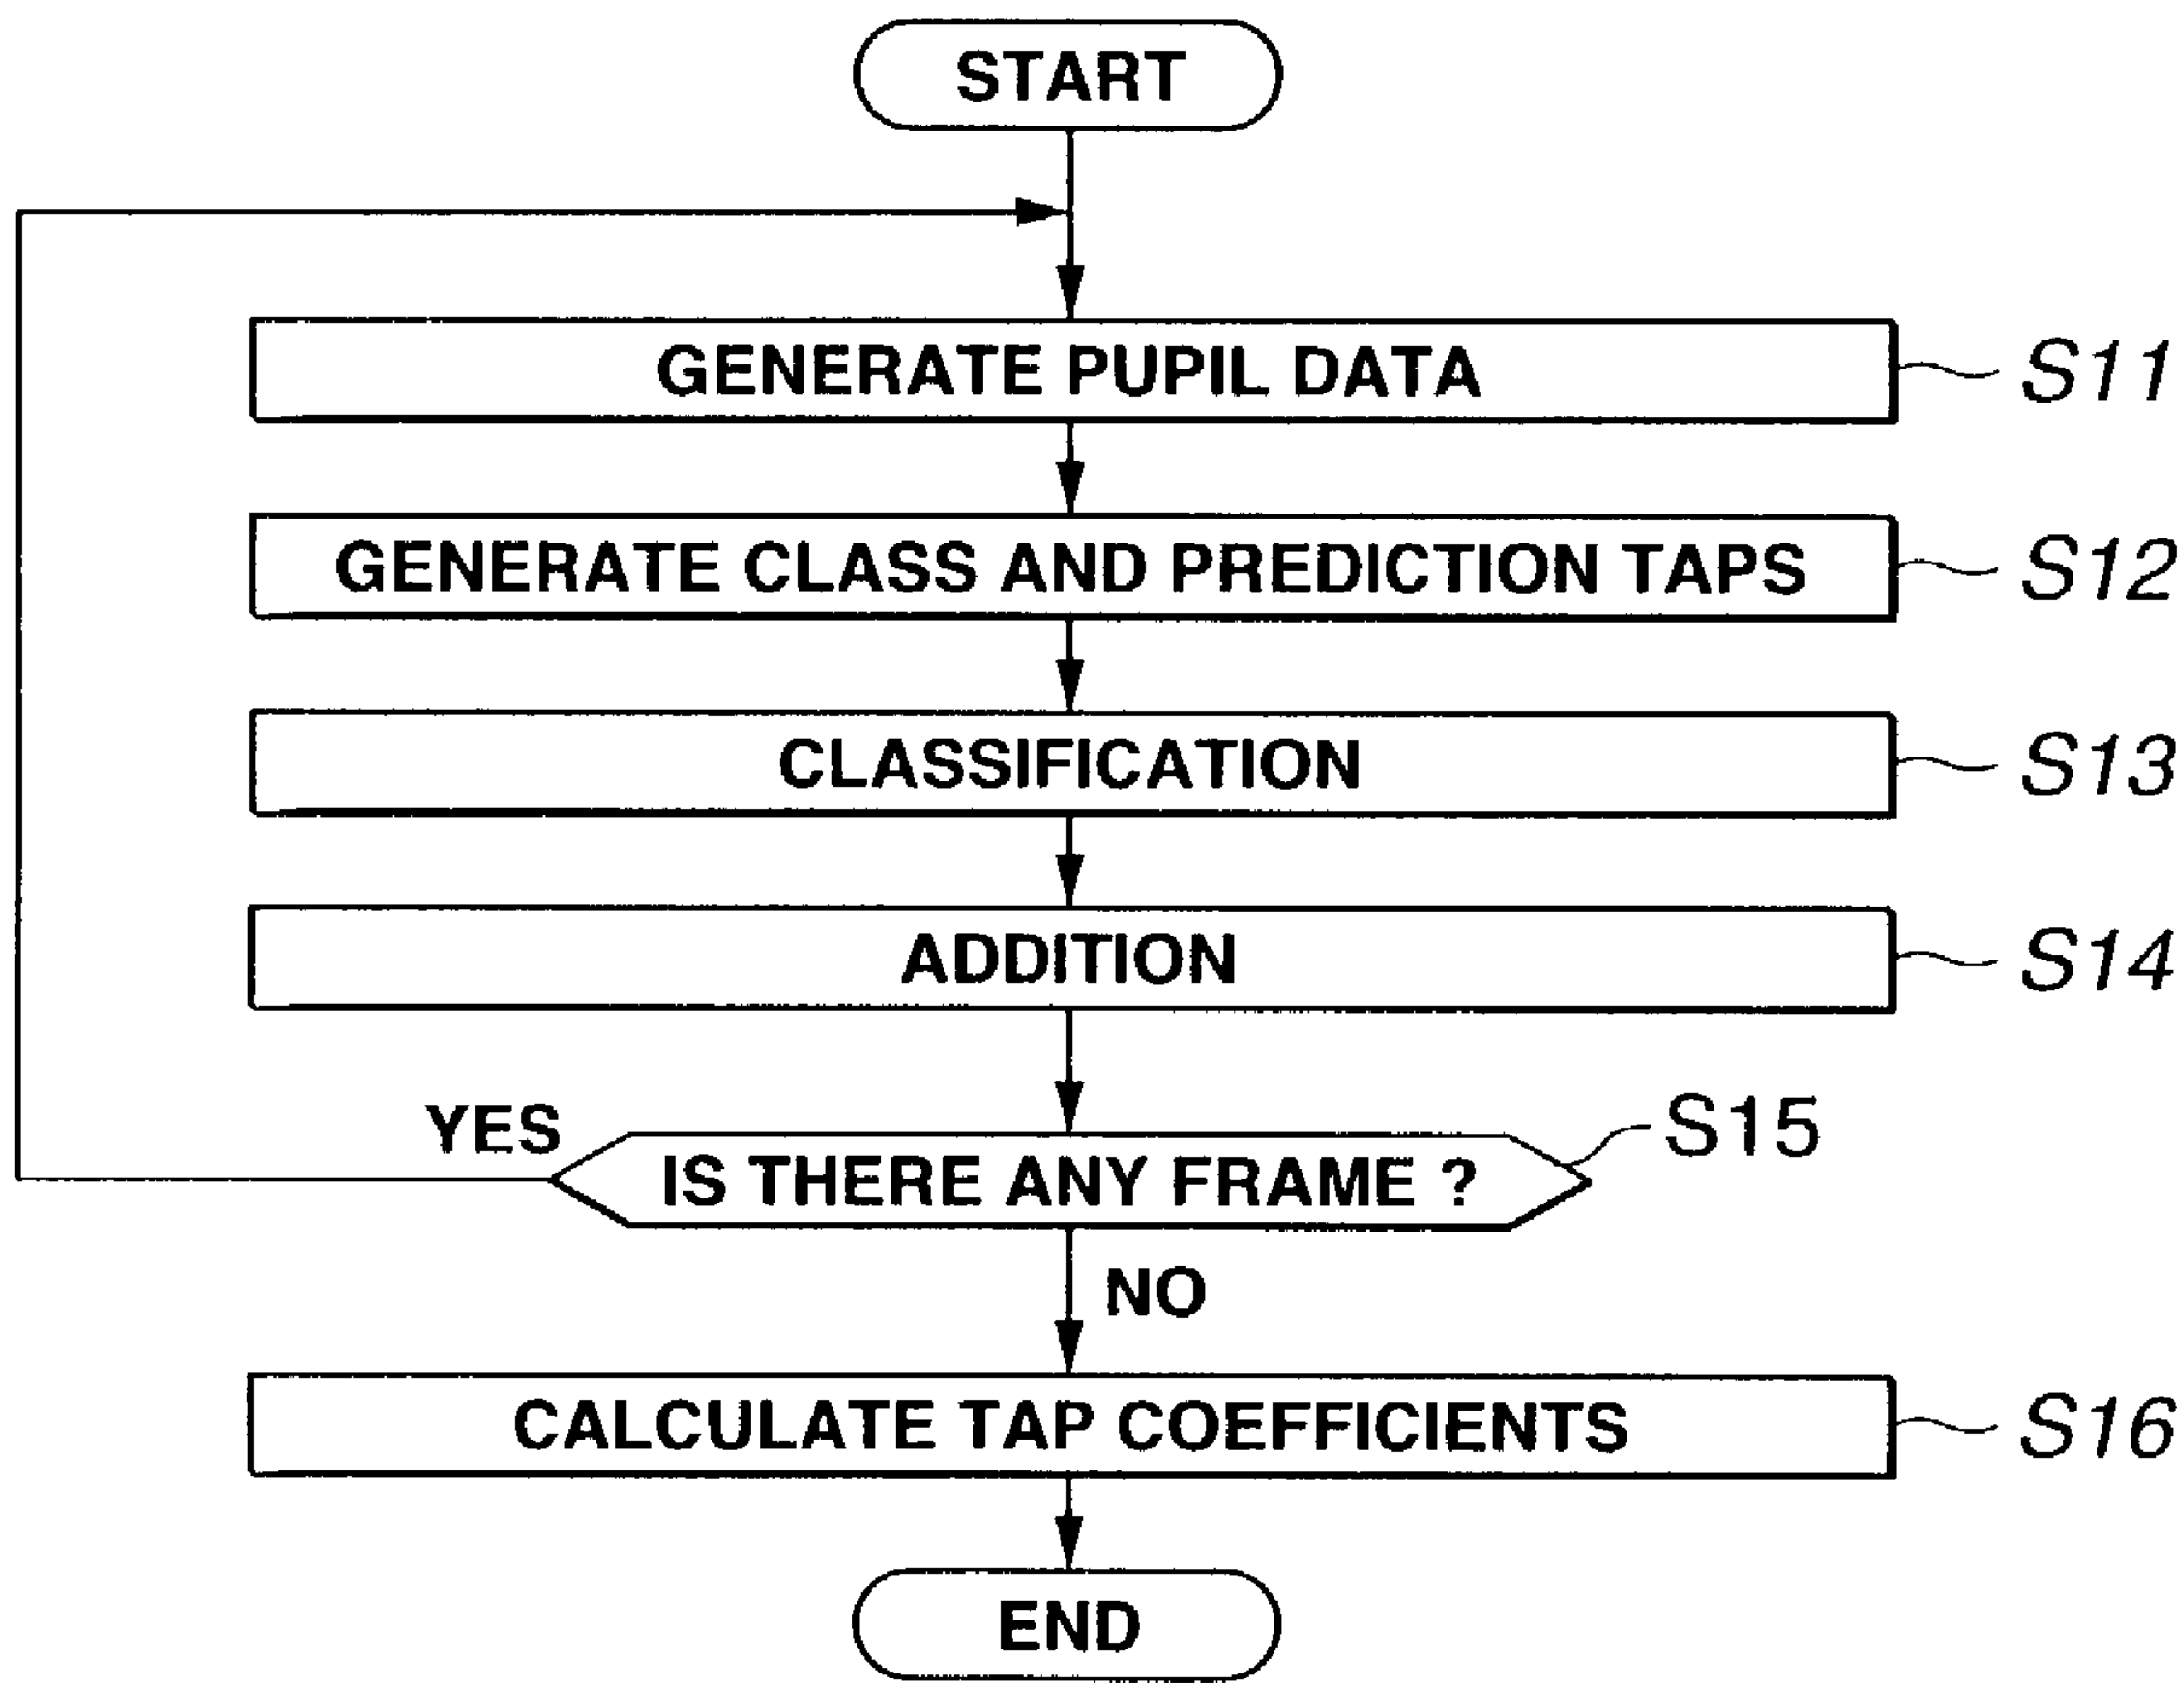 START
GENERATE PUPIL DATA
S11
GENERATE CLASS AND PREDICTION TAPS
S12
CLASSIFICATION
S13
ADDITION
S14
YES
IS THERE ANY FRAME ?
S15
NO
CALCULATE TAP COEFFICIENTS
S16
END